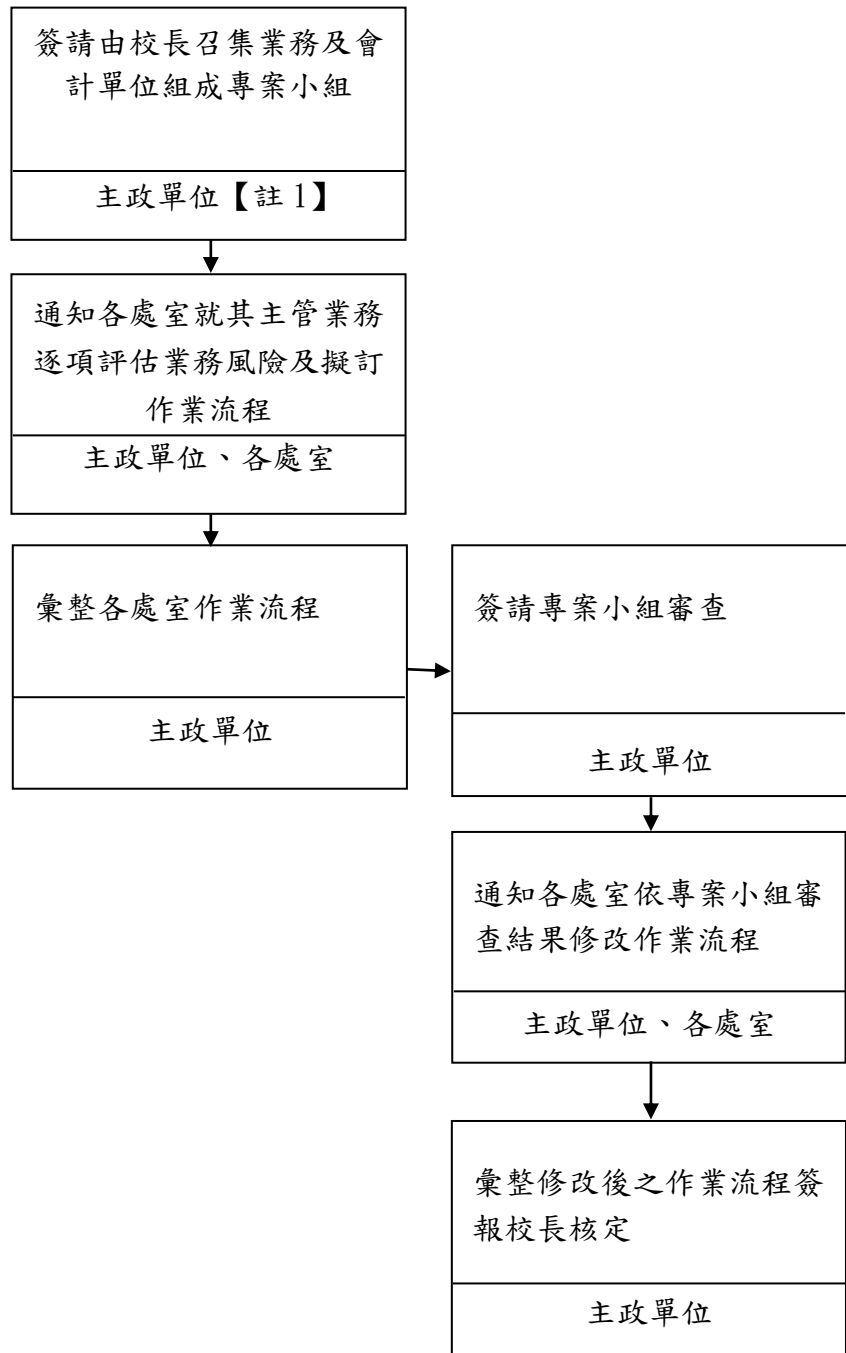 簽請由校長召集業務及會
計單位組成專案小組
主政單位【註1】
通知各處室就其主管業務
逐項評估業務風險及擬訂
作業流程
主政單位、各處室
彙整各處室作業流程
主政單位
簽請專案小組審查
主政單位
通知各處室依專案小組審
查結果修改作業流程
主政單位、各處室
彙整修改後之作業流程簽
報校長核定
主政單位